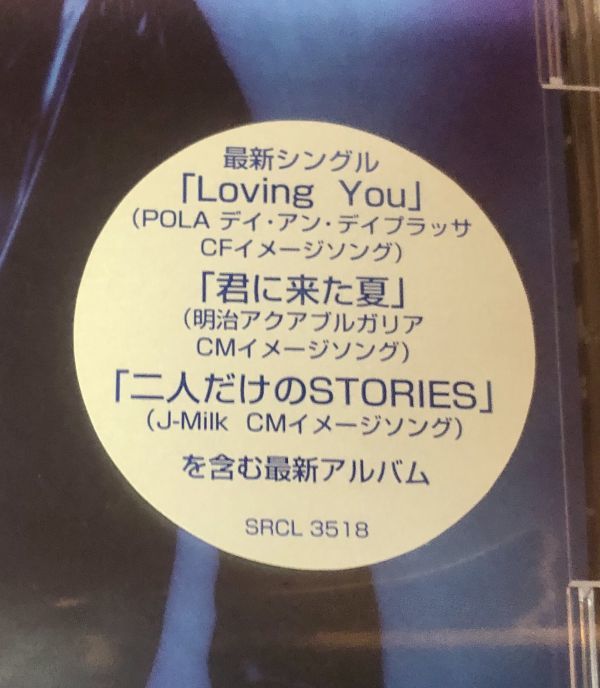 最新シングル
「Loving You」
(POLA デイ・アン・デイプラッサ
CFイメージソング)
「君に来た夏」
(明治アクアブルガリア
CMイメージソング)
「二人だけのSTORIES」
(J-Milk CMイメージソング)
を含む最新アルバム
SRCL 3518